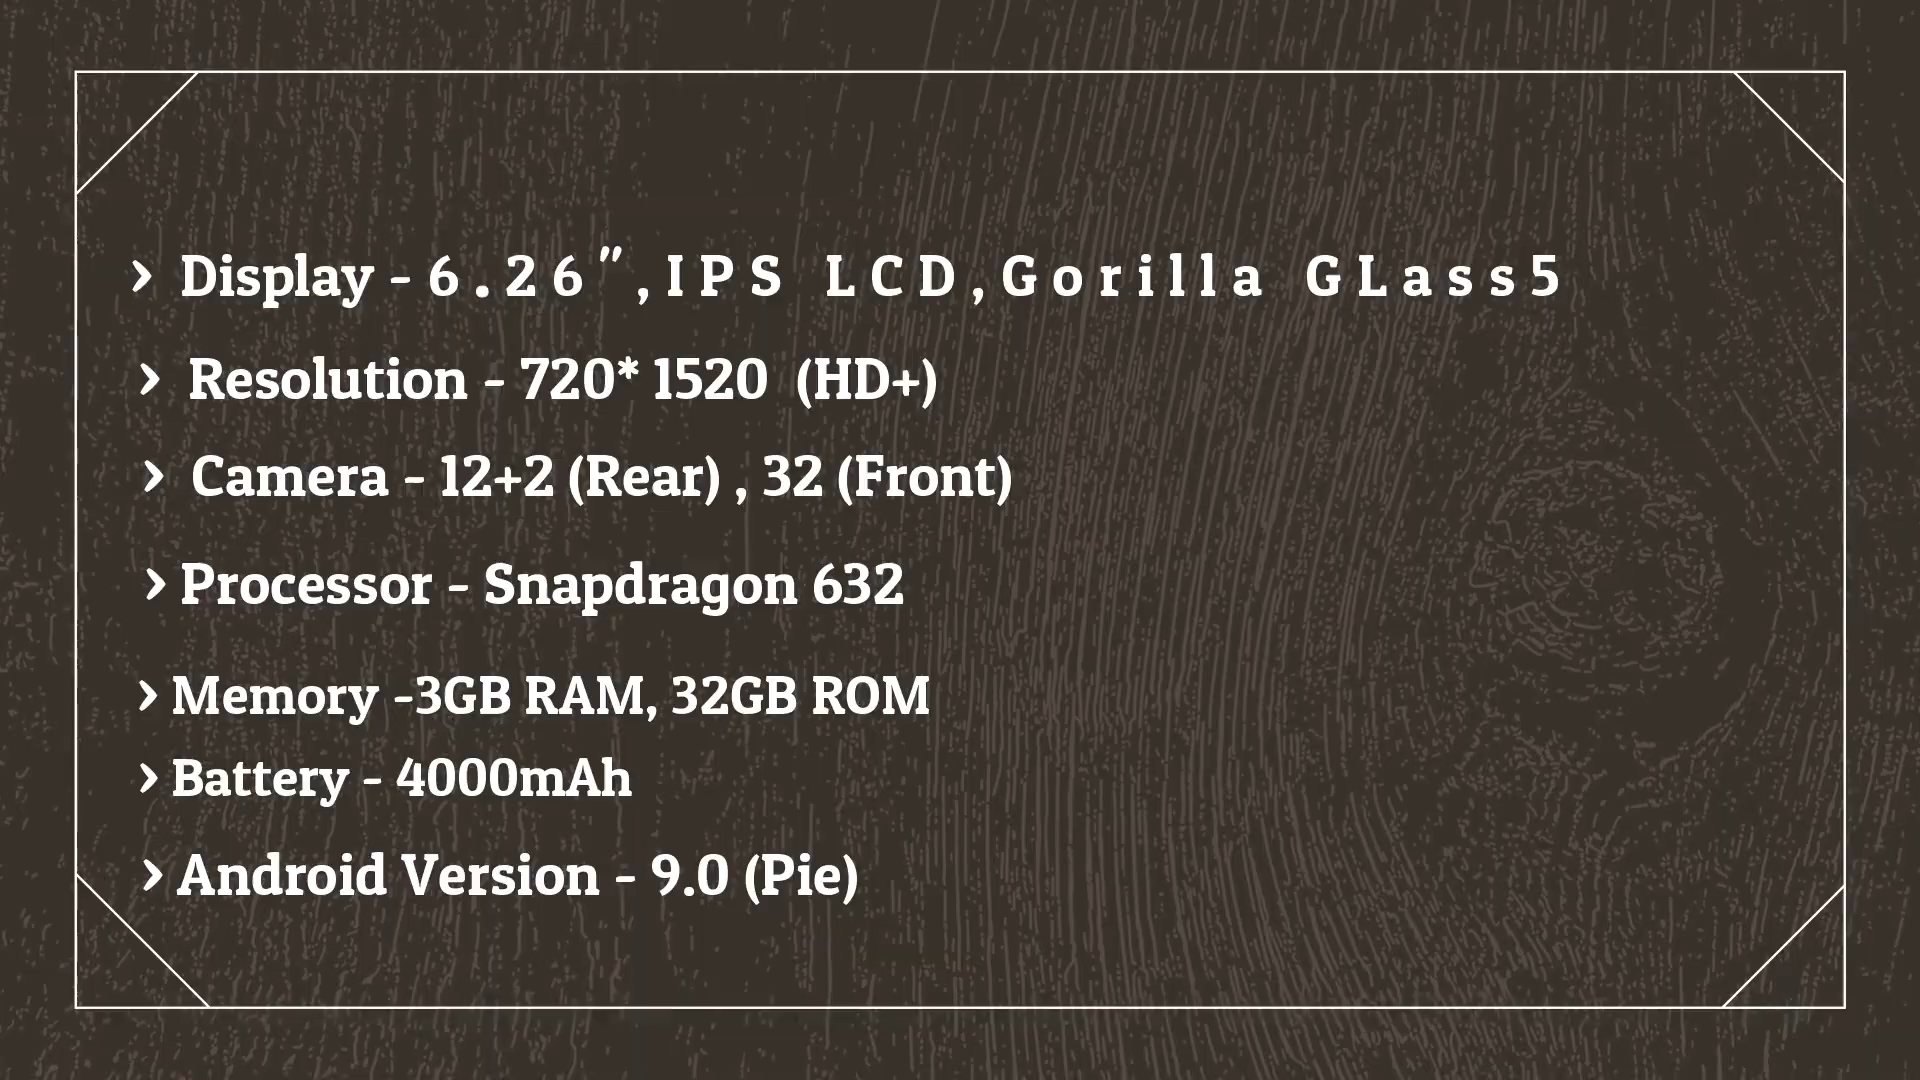 › Display - 6.26",IPS LCD,Gorilla GLass5
› Resolution - 720* 1520 (HD+)
› Camera - 12+2 (Rear) , 32 (Front)
› Processor - Snapdragon 632
› Memory -3GB RAM, 32GB ROM
› Battery - 4000mAh
› Android Version - 9.0 (Pie)